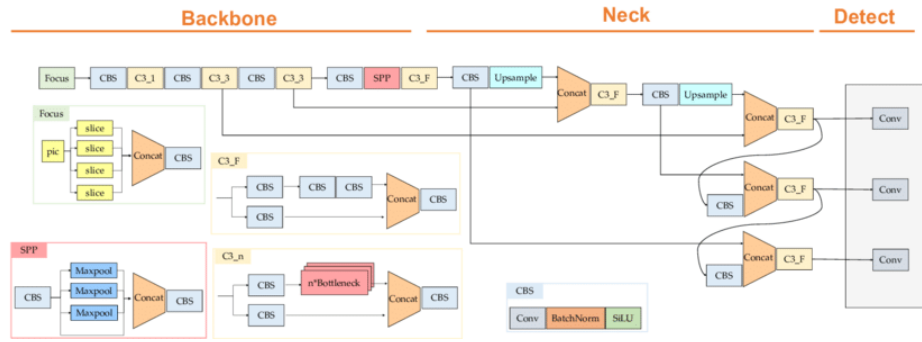 Backbone Neck Detect
Focus CBS C3_1 CBS C3_3 CBS C3_3 CBS SPP C3_F CBS Upsample Concat C3_F CBS Upsample Concat C3_F Conv
Focus
pic slice slice slice slice Concat CBS
C3_F
CBS CBS CBS Concat CBS
CBS
CBS Concat C3_F Conv
SPP
CBS Maxpool Maxpool Maxpool Concat CBS
C3_n
CBS n*Bottleneck Concat CBS
CBS
CBS Concat C3_F Conv
CBS
Conv BatchNorm SiLU